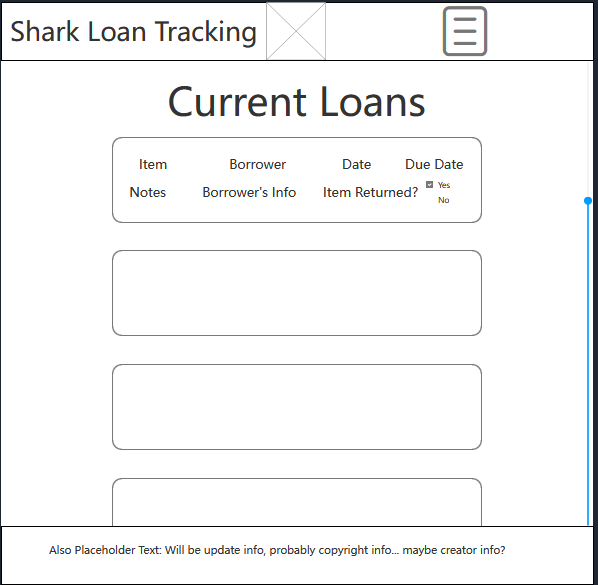 Shark Loan Tracking
Current Loans
Item Borrower Date Due Date
Notes Borrower's Info Item Returned? Yes
No
Also Placeholder Text: Will be update info, probably copyright info... maybe creator info?